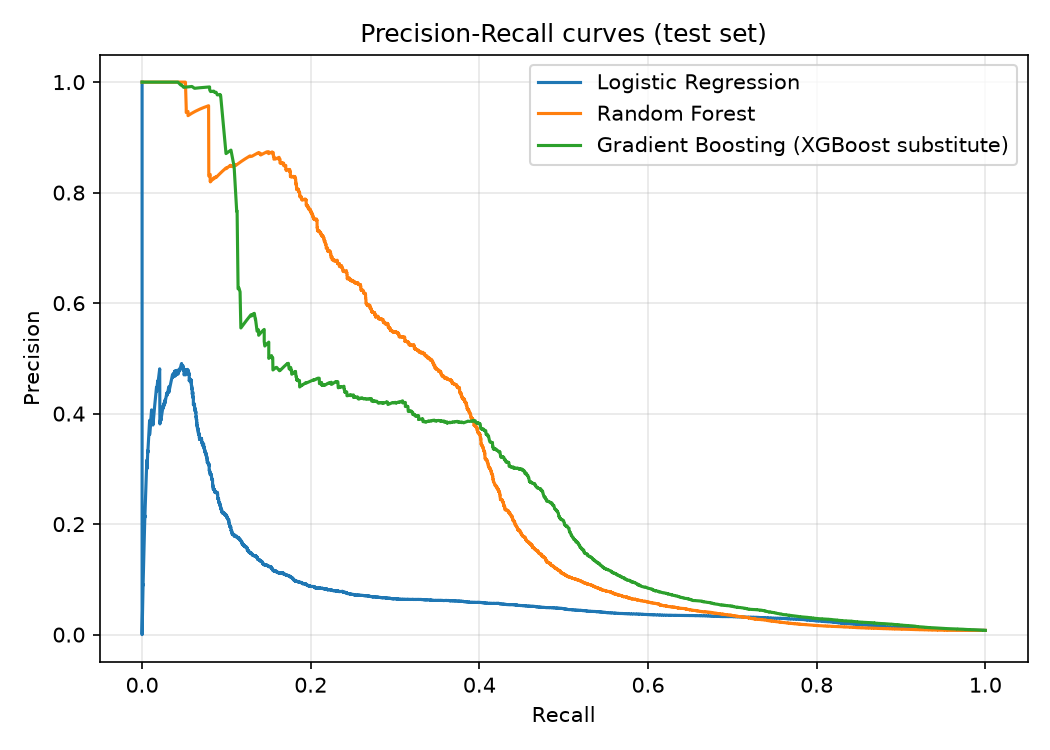 Precision-Recall curves (test set)
Logistic Regression
Random Forest
Gradient Boosting (XGBoost substitute)
Precision
1.0
0.8
0.6
0.4
0.2
0.0
0.0 0.2 0.4 0.6 0.8 1.0
Recall